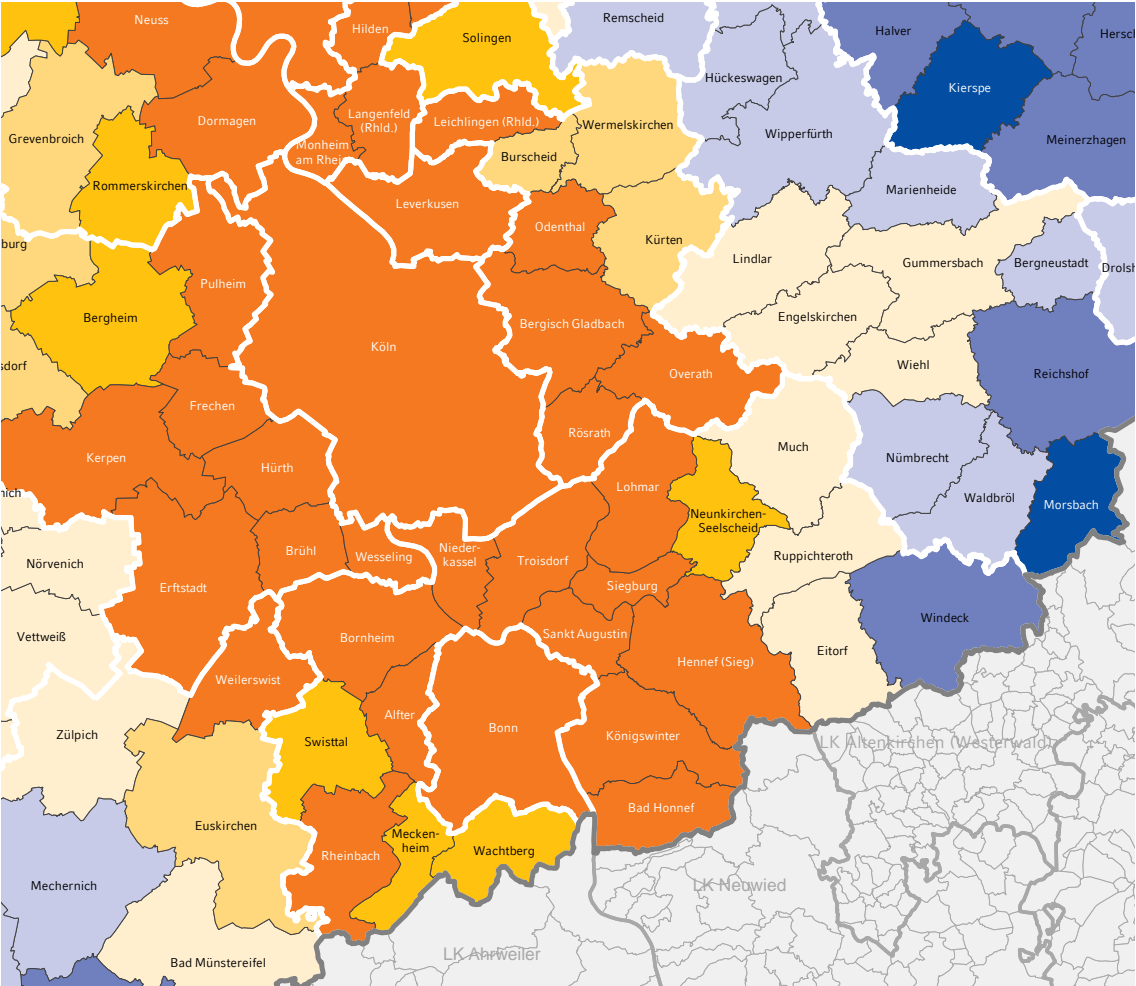 Neuss
Hilden
Solingen
Remscheid
Halver
Hersch
Hückeswagen
Kierspe
Grevenbroich
Dormagen
Langenfeld
(Rhld.)
Leichlingen (Rhld.)
Wermelskirchen
Wipperfürth
Meinerzhagen
Monheim
am Rhein
Burscheid
Rommerskirchen
Leverkusen
Marienheide
Odenthal
Kürten
burg
Lindlar
Gummersbach
Bergneustadt
Drolsh
Pulheim
Bergheim
Bergisch Gladbach
Engelskirchen
Köln
sdorf
Wiehl
Reichshof
Overath
Frechen
Rösrath
Much
Kerpen
Hürth
Nümbrecht
Lohmar
nich
Waldbröl
Morsbach
Neunkirchen-
Seelscheid
Nörvenich
Brühl
Wesseling
Nieder-
kassel
Troisdorf
Ruppichteroth
Erftstadt
Siegburg
Windeck
Vettweiß
Bornheim
Sankt Augustin
Eitorf
Hennef (Sieg)
Weilerswist
Alfter
Bonn
Zülpich
Swisttal
Königswinter
LK Altenkirchen (Westerwald)
Bad Honnef
Euskirchen
Mecken-
heim
Rheinbach
Wachtberg
Mechernich
LK Neuwied
LK Ahrweiler
Bad Münstereifel